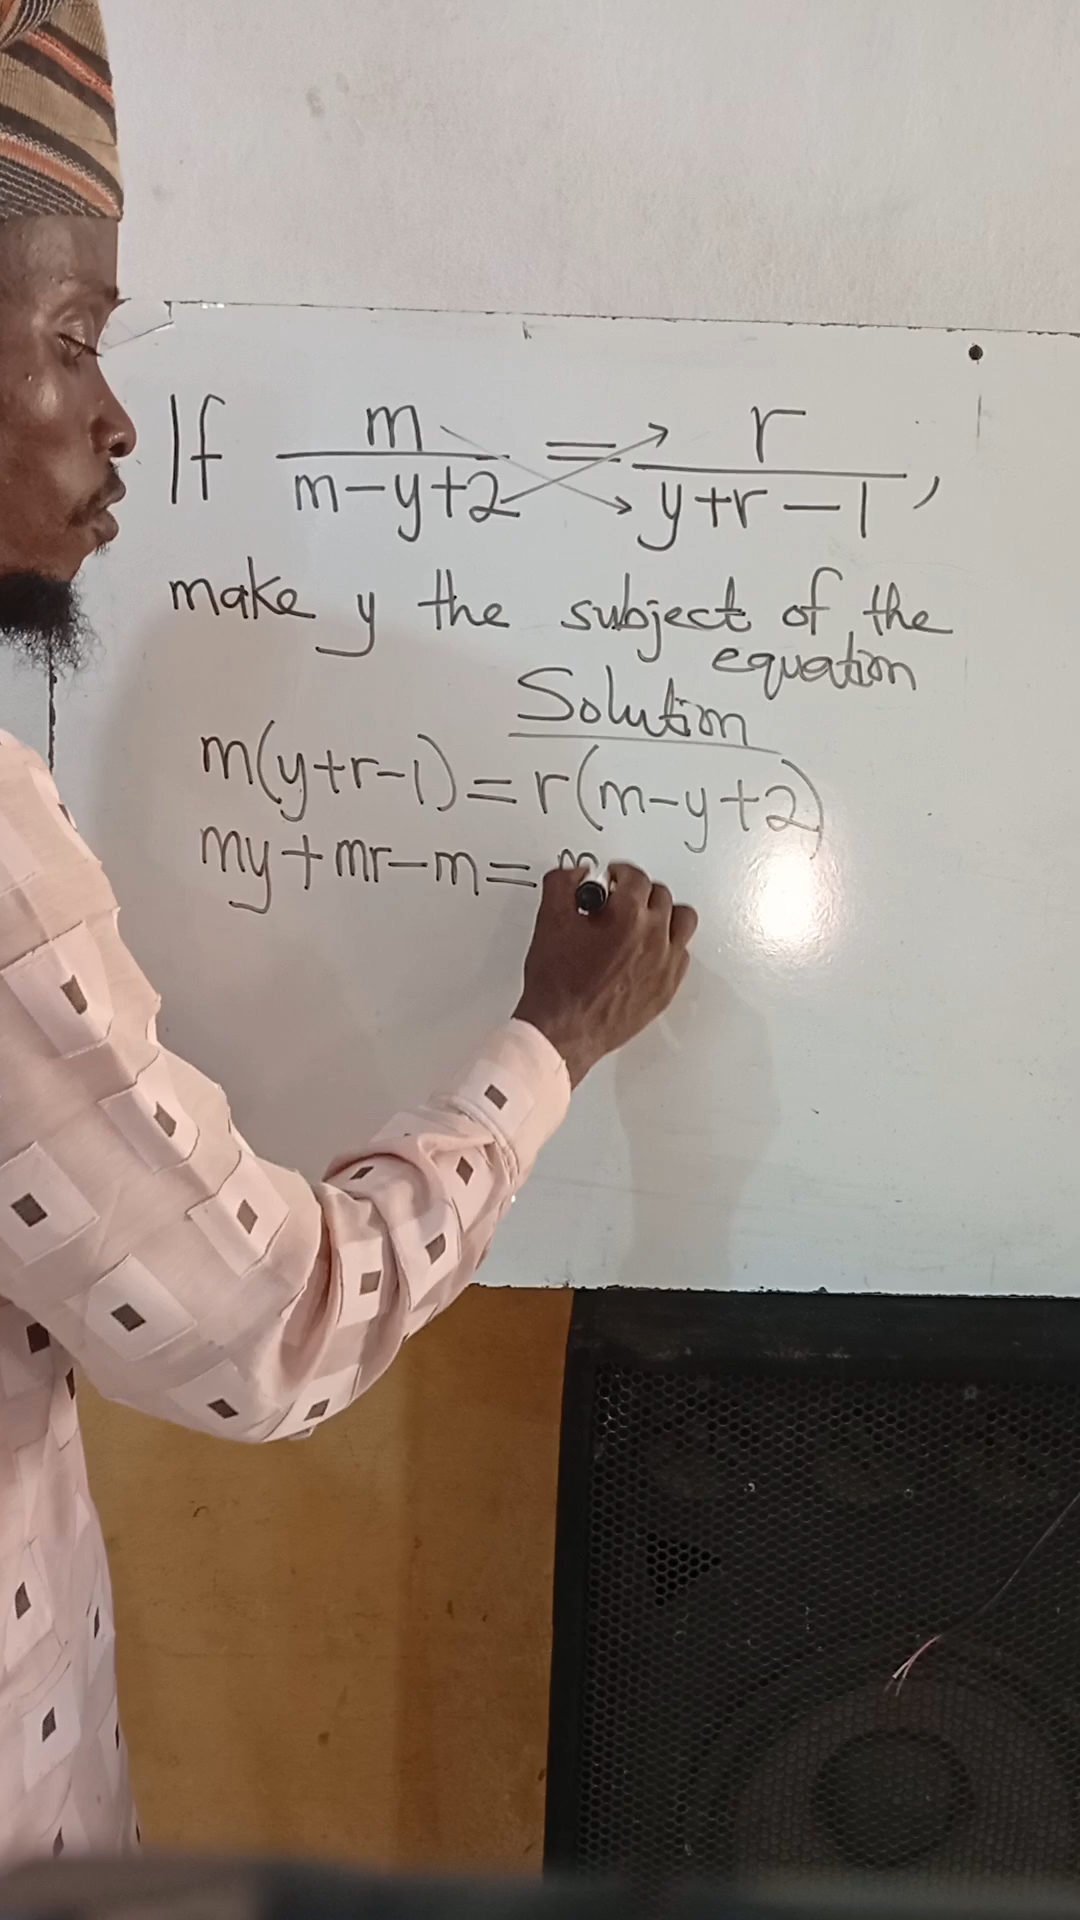 If m/(m-y+2) = r/(y+r-1),
make y the subject of the
equation
Solution
m(y+r-1)=r(m-y+2)
my+mr-m=m